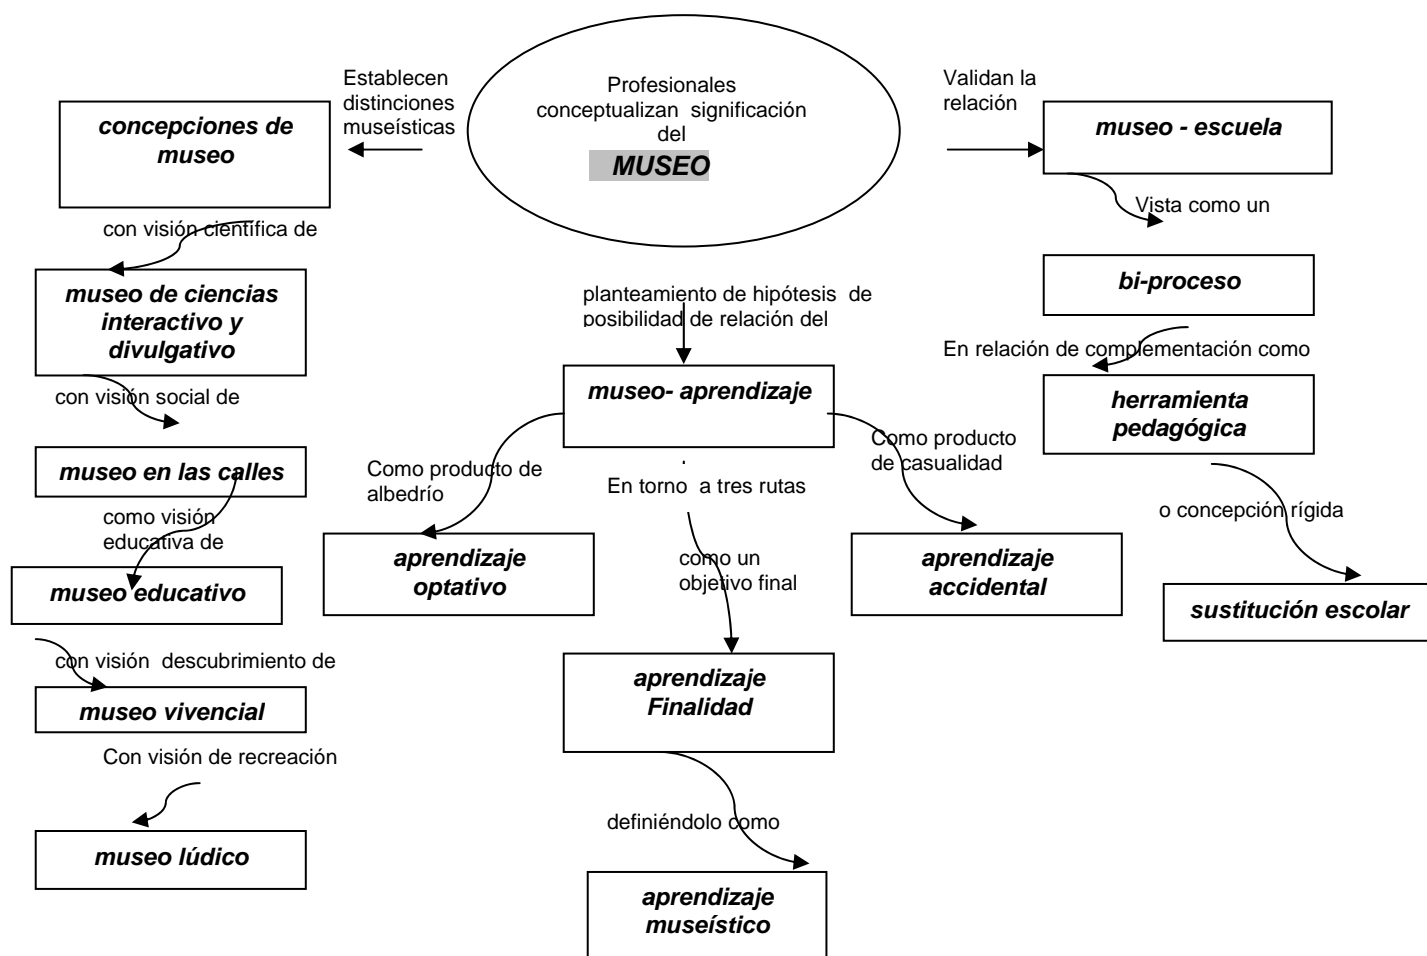 Profesionales
conceptualizan significación
del
MUSEO
Establecen
distinciones
museísticas
concepciones de
museo
con visión científica de
museo de ciencias
interactivo y
divulgativo
con visión social de
museo en las calles
como visión
educativa de
museo educativo
con visión descubrimiento de
museo vivencial
Con visión de recreación
museo lúdico
planteamiento de hipótesis de
posibilidad de relación del
museo- aprendizaje
Como producto de
albedrío
aprendizaje
optativo
En torno a tres rutas
como un
objetivo final
aprendizaje
Finalidad
definiéndolo como
aprendizaje
museístico
Como producto
de casualidad
aprendizaje
accidental
Validan la
relación
museo - escuela
Vista como un
bi-proceso
En relación de complementación como
herramienta
pedagógica
o concepción rígida
sustitución escolar